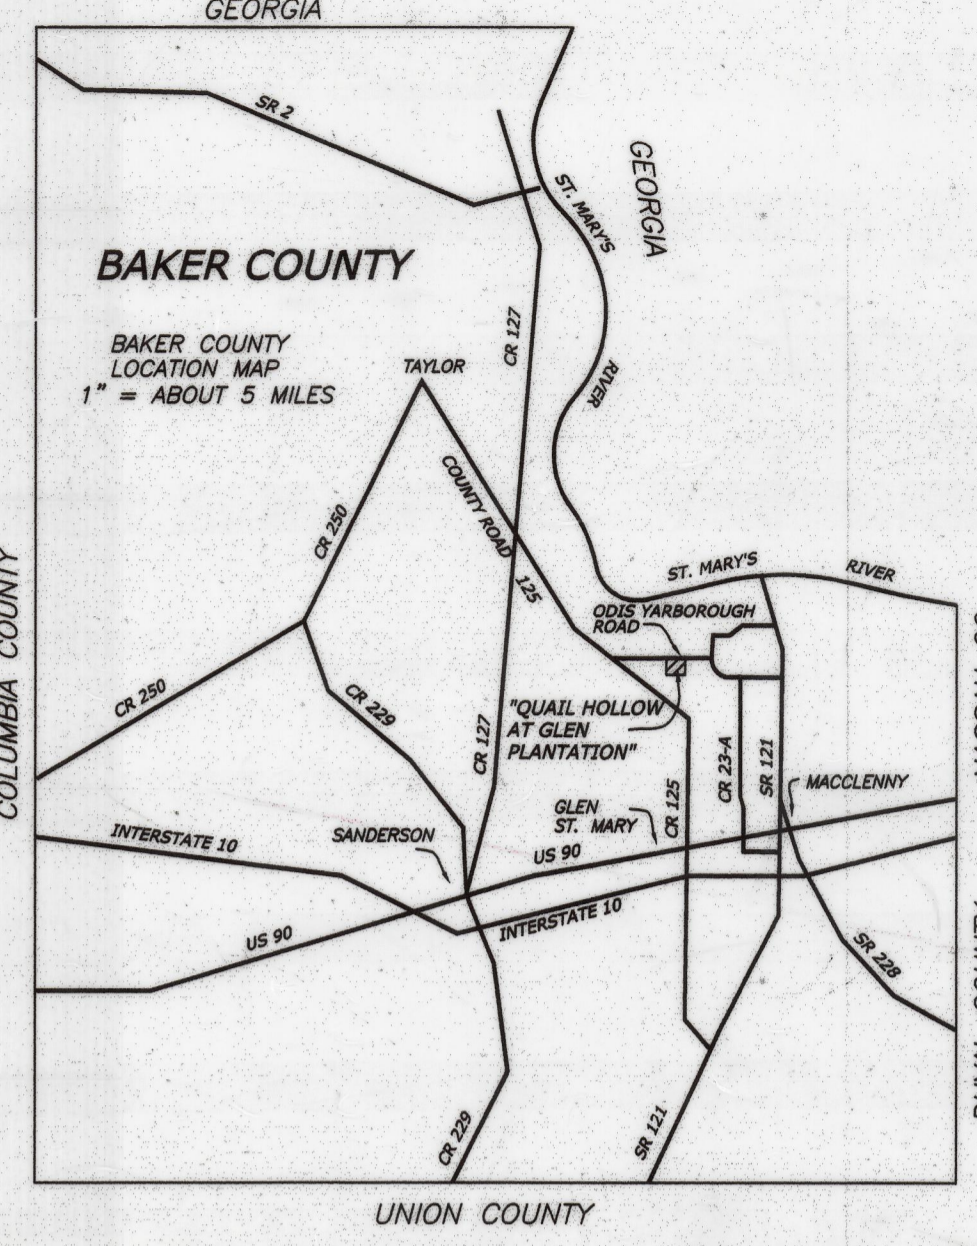 GEORGIA
SR 2
GEORGIA
ST. MARY'S
RIVER
BAKER COUNTY
BAKER COUNTY
LOCATION MAP
1" = ABOUT 5 MILES
CR 127
TAYLOR
COUNTY ROAD
125
CR 250
ST. MARY'S
RIVER
ODIS YARBOROUGH
ROAD
COLUMBIA COUNTY
CR 250
CR 229
"QUAIL HOLLOW
AT GLEN
PLANTATION"
CR 127
CR 125
CR 23-A
SR 121
MACCLENNY
GLEN
ST. MARY
INTERSTATE 10
SANDERSON
US 90
US 90
INTERSTATE 10
SR 228
CR 229
SR 121
UNION COUNTY